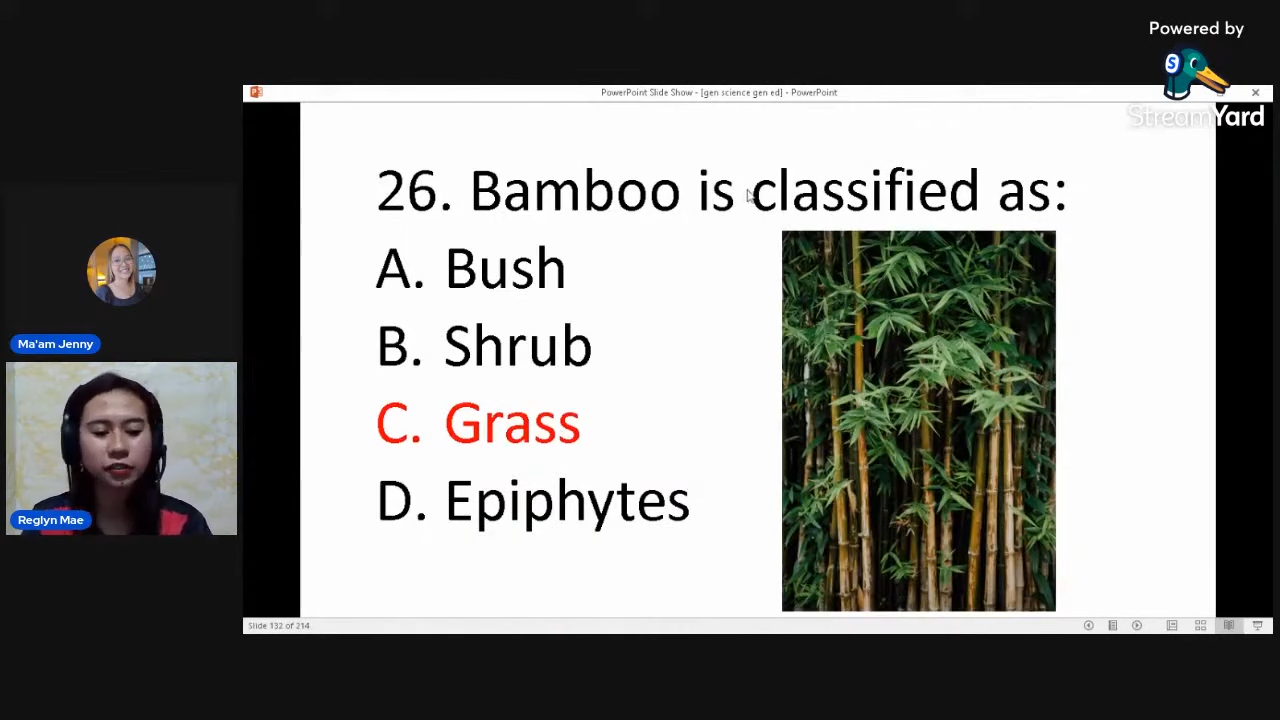 Powered by
StreamYard
PowerPoint Slide Show - [gen science gen ed] - PowerPoint
26. Bamboo is classified as:
A. Bush
B. Shrub
C. Grass
D. Epiphytes
Ma'am Jenny
Reglyn Mae
Slide 132 of 214